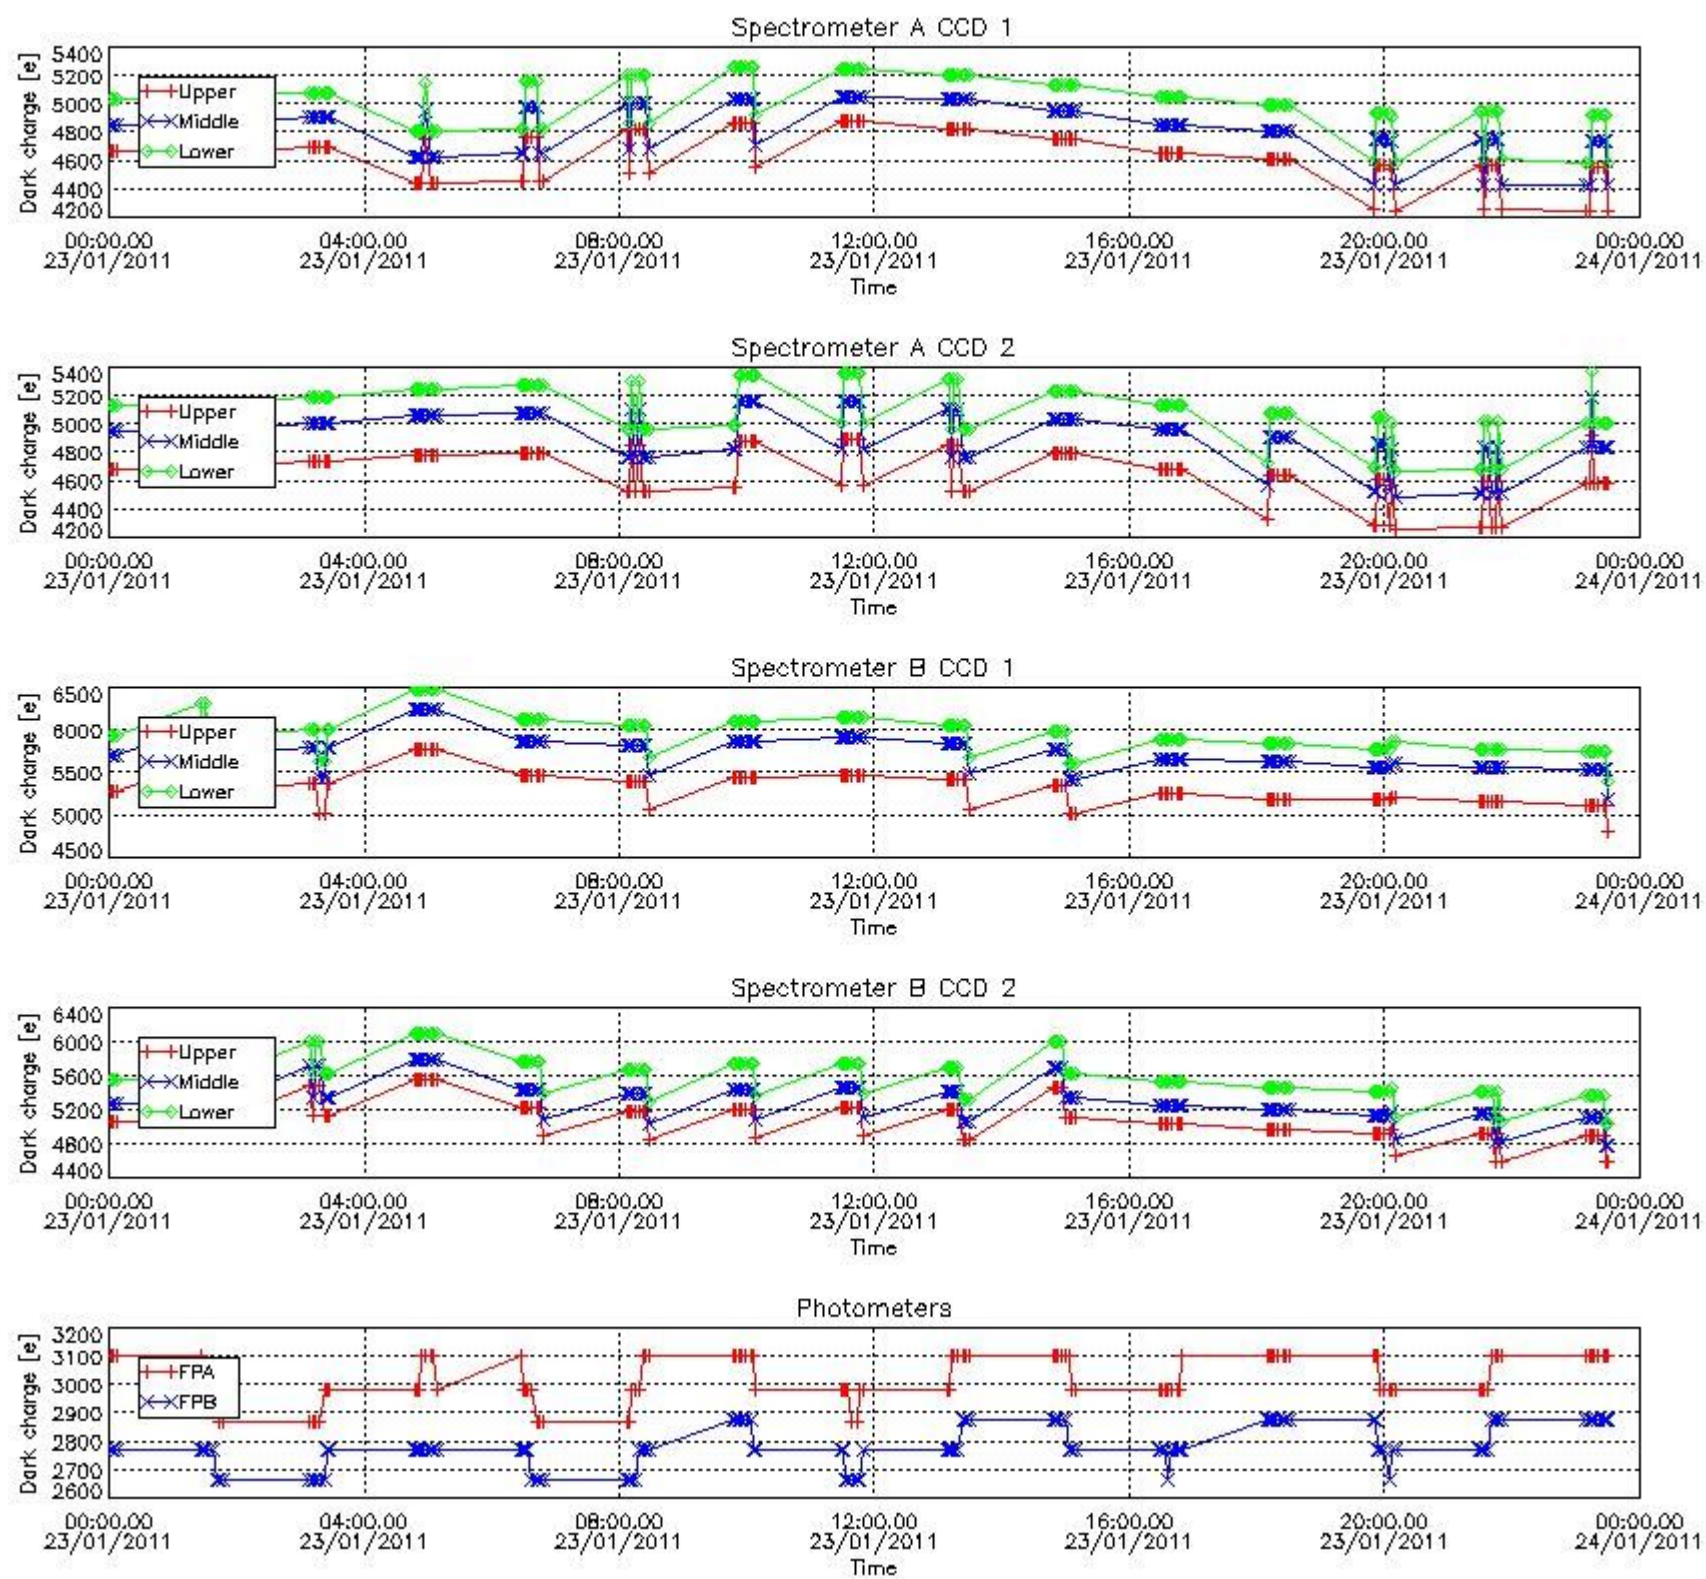 Spectrometer A CCD 1
Dark charge [e]
5400
5200
5000
4800
4600
4400
4200
Upper
Middle
Lower
00:00.00 04:00.00 08:00.00 12:00.00 16:00.00 20:00.00 00:00.00
23/01/2011 23/01/2011 23/01/2011 23/01/2011 23/01/2011 23/01/2011 24/01/2011
Time
Spectrometer A CCD 2
Dark charge [e]
5400
5200
5000
4800
4600
4400
4200
Upper
Middle
Lower
00:00.00 04:00.00 08:00.00 12:00.00 16:00.00 20:00.00 00:00.00
23/01/2011 23/01/2011 23/01/2011 23/01/2011 23/01/2011 23/01/2011 24/01/2011
Time
Spectrometer B CCD 1
Dark charge [e]
6500
6000
5500
5000
4500
Upper
Middle
Lower
00:00.00 04:00.00 08:00.00 12:00.00 16:00.00 20:00.00 00:00.00
23/01/2011 23/01/2011 23/01/2011 23/01/2011 23/01/2011 23/01/2011 24/01/2011
Time
Spectrometer B CCD 2
Dark charge [e]
6400
6000
5600
5200
4800
4400
Upper
Middle
Lower
00:00.00 04:00.00 08:00.00 12:00.00 16:00.00 20:00.00 00:00.00
23/01/2011 23/01/2011 23/01/2011 23/01/2011 23/01/2011 23/01/2011 24/01/2011
Time
Photometers
Dark charge [e]
3200
3100
3000
2900
2800
2700
2600
FPA
FPB
00:00.00 04:00.00 08:00.00 12:00.00 16:00.00 20:00.00 00:00.00
23/01/2011 23/01/2011 23/01/2011 23/01/2011 23/01/2011 23/01/2011 24/01/2011
Time